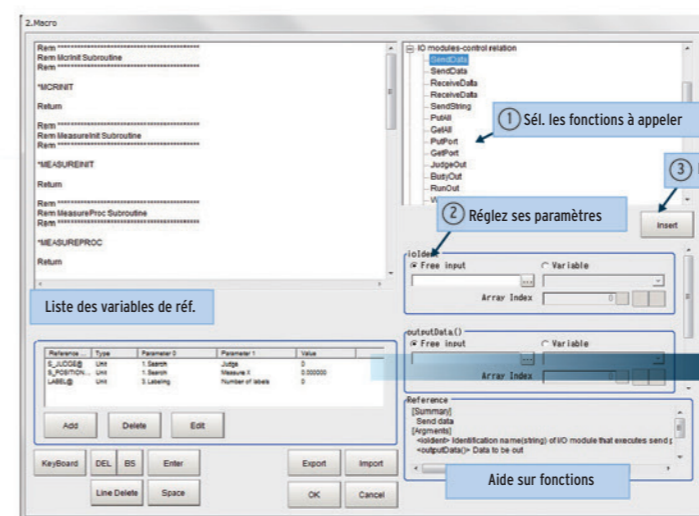 2.Macro
Rem ****************************************
Rem McrInit Subroutine
Rem ****************************************
*MCRINIT
Return
Rem ****************************************
Rem MeasureInit Subroutine
Rem ****************************************
*MEASUREINIT
Return
Rem ****************************************
Rem MeasureProc Subroutine
Rem ****************************************
*MEASUREPROC
Return
Liste des variables de réf.
IO modules-control relation
SendData
SendData
ReceiveData
ReceiveData
SendString
PutAll
GetAll
PutPort
GetPort
JudgeOut
BusyOut
RunOut
1 Sél. les fonctions à appeler
3
2 Réglez ses paramètres
Insert
Free input Variable
...
Array Index 0
outputData()
Free input Variable
...
Array Index 0
Reference ... Type Parameter 0 Parameter 1 Value
S_JUDGE@ Unit 1.Search Judge 0
S_POSITION... Unit 1.Search Measure X 0.000000
LABEL@ Unit 3.Labeling Number of labels 0
Add Delete Edit
Reference
[Summary]
Send data
[Argments]
<ioIdent> Identification name(string) of IO module that executes send
<outputData()> Data to be out
Aide sur fonctions
KeyBoard DEL BS Enter Export Import
Line Delete Space OK Cancel